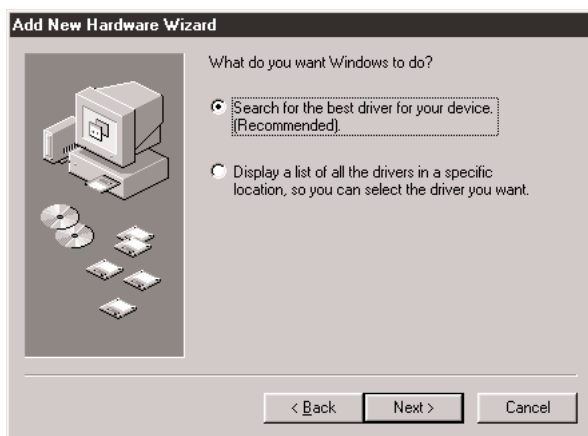 Add New Hardware Wizard
What do you want Windows to do?
Search for the best driver for your device.
(Recommended).
Display a list of all the drivers in a specific
location, so you can select the driver you want.
< Back
Next >
Cancel